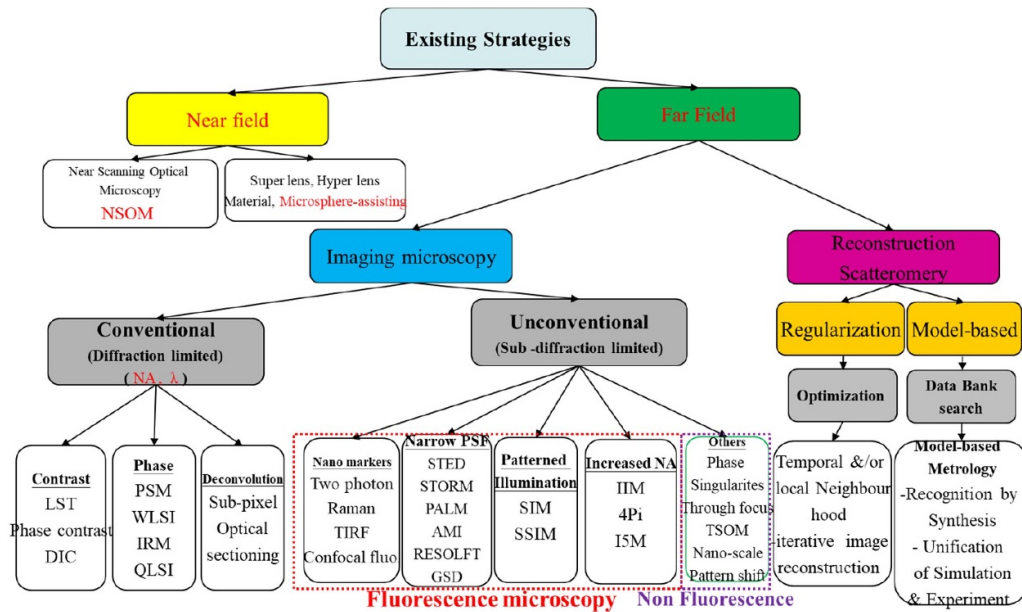 Existing Strategies
Near field
Far Field
Near Scanning Optical
Microscopy
NSOM
Super lens, Hyper lens
Material, Microsphere-assisting
Imaging microscopy
Reconstruction
Scatteromery
Conventional
(Diffraction limited)
( NA , λ )
Unconventional
(Sub -diffraction limited)
Regularization
Model-based
Optimization
Data Bank
search
Contrast
LST
Phase contrast
DIC
Phase
PSM
WLSI
IRM
QLSI
Deconvolution
Sub-pixel
Optical
sectioning
Nano markers
Two photon
Raman
TIRF
Confocal fluo
Narrow PSF
STED
STORM
PALM
AMI
RESOLFT
GSD
Patterned
Illumination
SIM
SSIM
Increased NA
IIM
4Pi
I5M
Others
Phase
Singularites
Through focus
TSOM
Nano-scale
Pattern shift
Temporal &/or
local Neighbour
hood
-iterative image
reconstruction
Model-based
Metrology
-Recognition by
Synthesis
- Unification
of Simulation
& Experiment
Fluorescence microscopy
Non Fluorescence